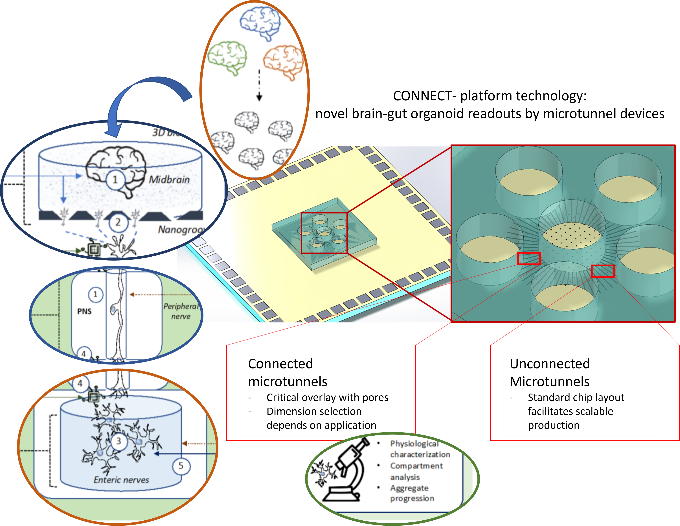 CONNECT- platform technology:
novel brain-gut organoid readouts by microtunnel devices
3D b
1
Midbrain
2
Nanogroo
1
PNS
Peripheral
nerve
4
4
3
5
Enteric nerves
Connected
microtunnels
- Critical overlay with pores
- Dimension selection
depends on application
Unconnected
Microtunnels
- Standard chip layout
facilitates scalable
production
• Physiological
characterization
• Compartment
analysis
• Aggregate
progression